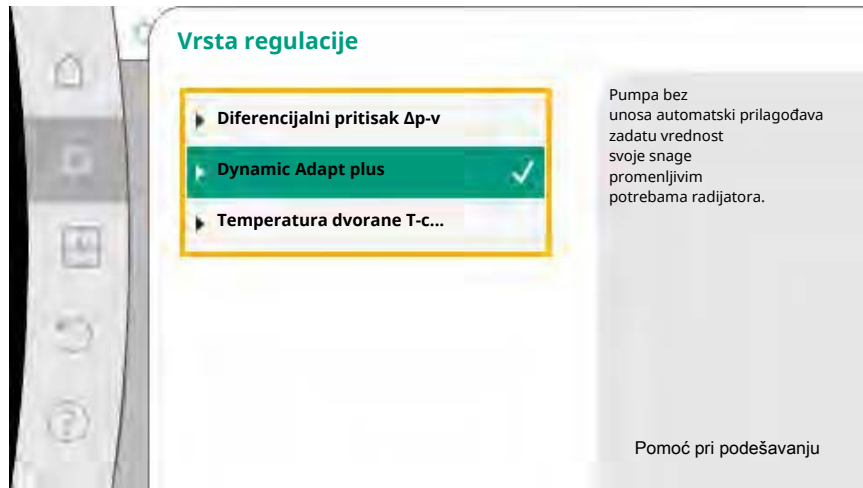 Vrsta regulacije
Diferencijalni pritisak Δp-v
Dynamic Adapt plus
Temperatura dvorane T-c...
Pumpa bez
unosa automatski prilagođava
zadatu vrednost
svoje snage
promenljivim
potrebama radijatora.
Pomoć pri podešavanju